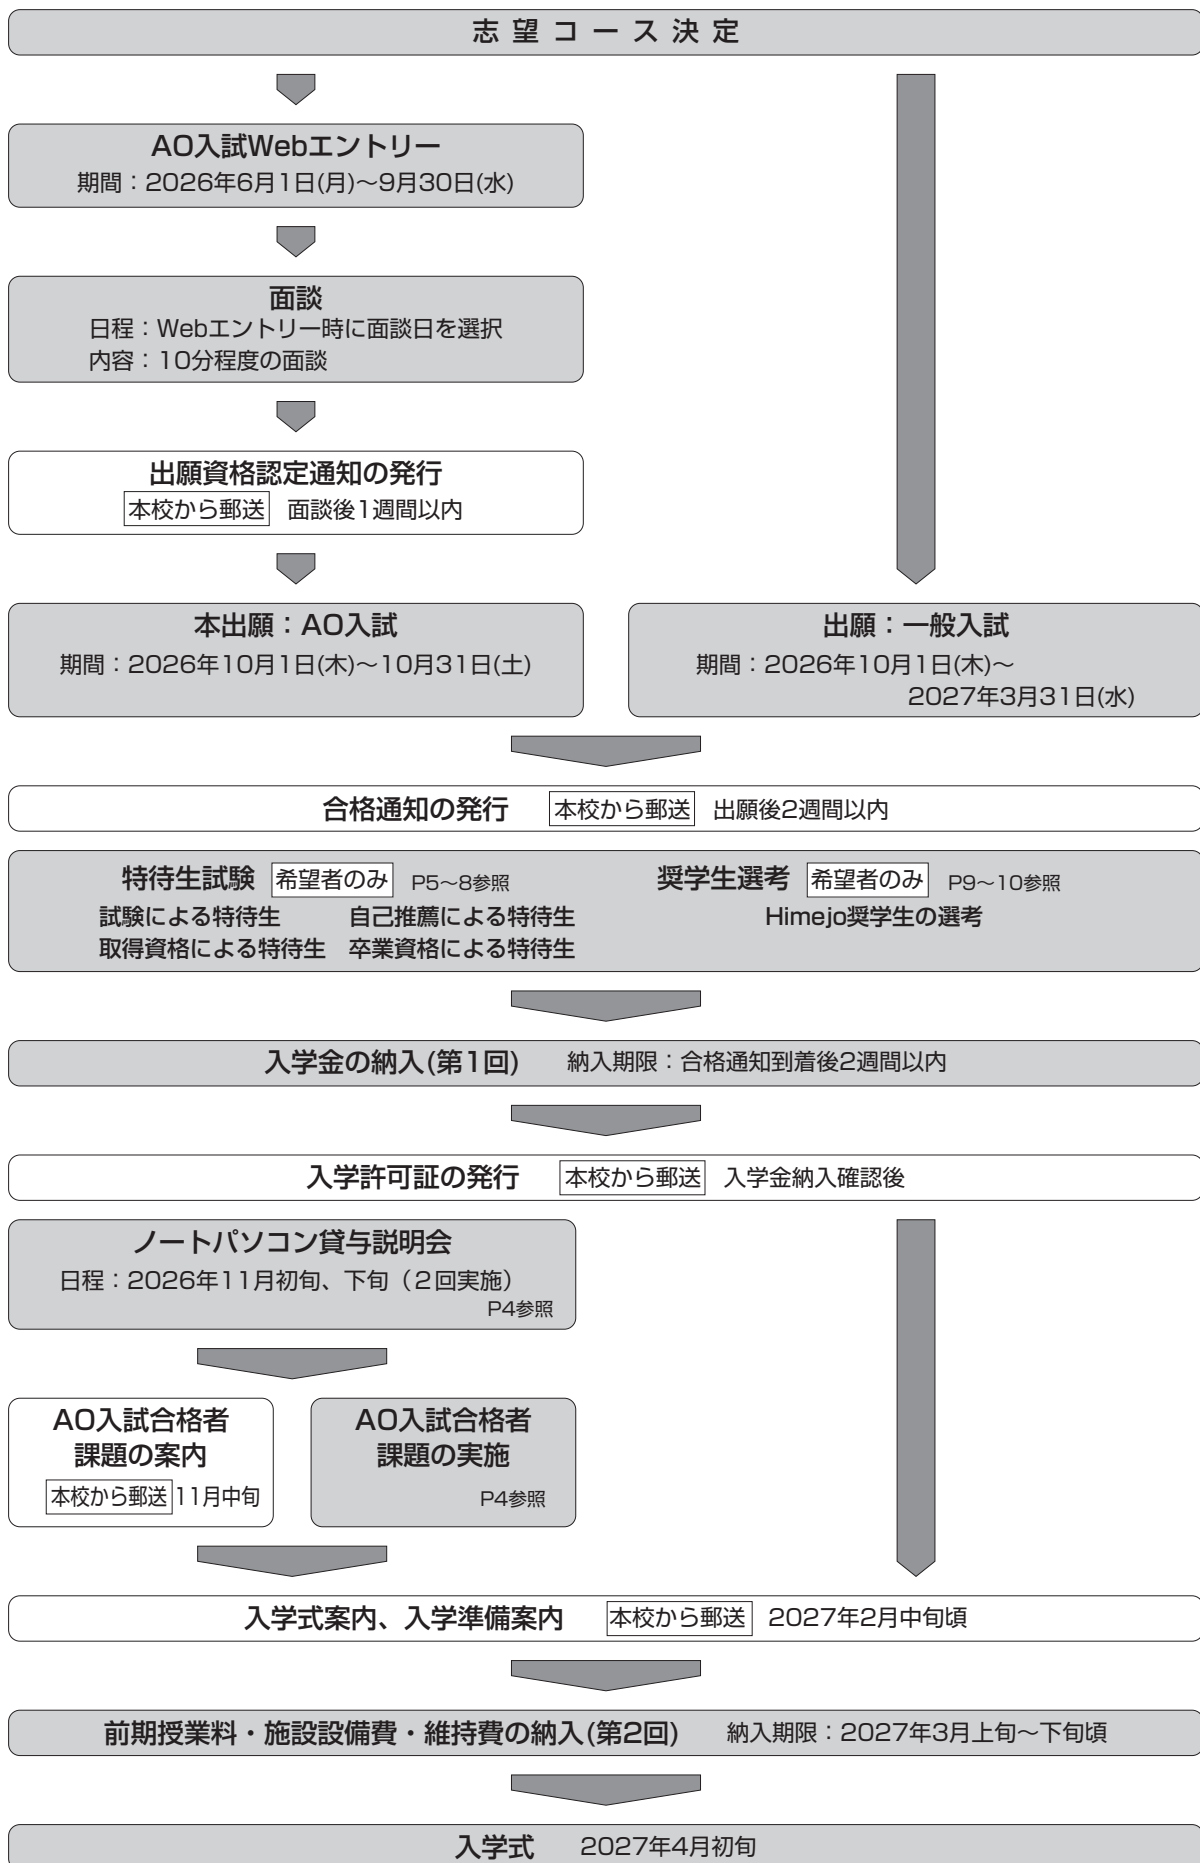 志望コース決定
AO入試Webエントリー
期間：2026年6月1日(月)～9月30日(水)
面談
日程：Webエントリー時に面談日を選択
内容：10分程度の面談
出願資格認定通知の発行
本校から郵送 面談後1週間以内
本出願：AO入試
期間：2026年10月1日(木)～10月31日(土)
出願：一般入試
期間：2026年10月1日(木)～
2027年3月31日(水)
合格通知の発行 本校から郵送 出願後2週間以内
特待生試験 希望者のみ P5～8参照
試験による特待生 自己推薦による特待生
取得資格による特待生 卒業資格による特待生
奨学生選考 希望者のみ P9～10参照
Himejo奨学生の選考
入学金の納入(第1回) 納入期限：合格通知到着後2週間以内
入学許可証の発行 本校から郵送 入学金納入確認後
ノートパソコン貸与説明会
日程：2026年11月初旬、下旬（2回実施）
P4参照
AO入試合格者
課題の案内
本校から郵送 11月中旬
AO入試合格者
課題の実施
P4参照
入学式案内、入学準備案内 本校から郵送 2027年2月中旬頃
前期授業料・施設設備費・維持費の納入(第2回) 納入期限：2027年3月上旬～下旬頃
入学式 2027年4月初旬